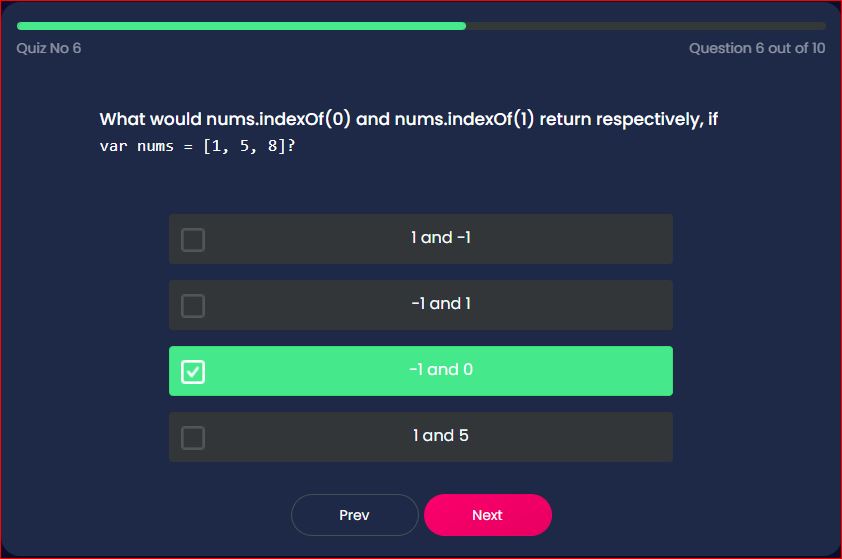 Quiz No 6
Question 6 out of 10
What would nums.indexOf(0) and nums.indexOf(1) return respectively, if
var nums = [1, 5, 8]?
1 and -1
-1 and 1
-1 and 0
1 and 5
Prev
Next